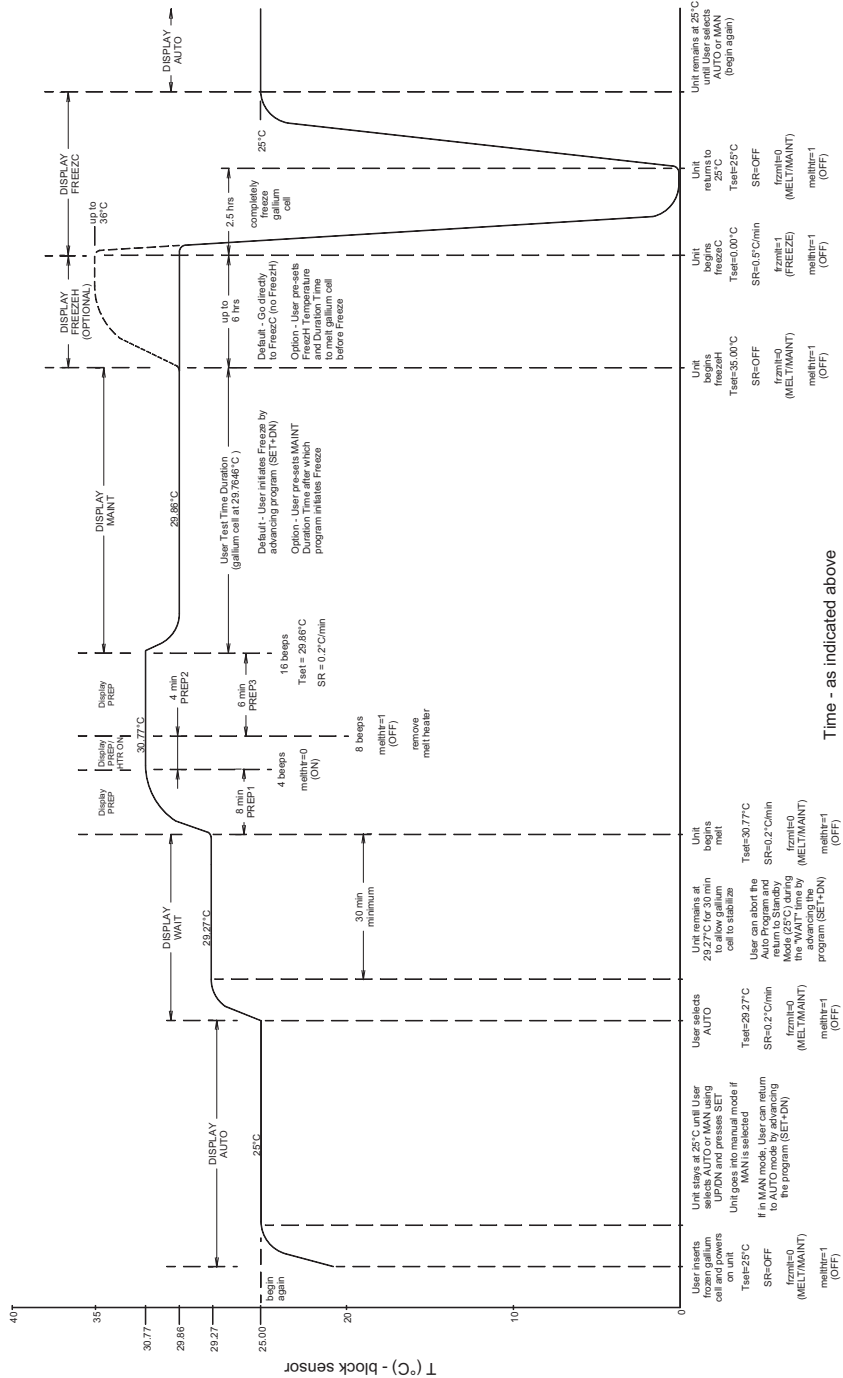 T (°C) - block sensor
40
35
30.77
29.86
29.27
25.00
20
10
0
begin
again
DISPLAY
AUTO
25°C
DISPLAY
WAIT
29.27°C
30 min
minimum
Display
PREP
Display
PREP/
HTR ON
Display
PREP
30.77°C
8 min
PREP1
4 min
PREP2
6 min
PREP3
4 beeps
melthtr=0
(ON)
8 beeps
melthtr=1
(OFF)
remove
melt heater
16 beeps
Tset = 29.86°C
SR = 0.2°C/min
DISPLAY
MAINT
29.86°C
User Test Time Duration
(gallium cell at 29.7646°C )
Default - User initiates Freeze by
advancing program (SET+DN)
Option - User pre-sets MAINT
Duration Time after which
program initiates Freeze
DISPLAY
FREEZEH
(OPTIONAL)
up to
6 hrs
Default - Go directly
to FreezC (no FreezH)
Option - User pre-sets
FreezH Temperature
and Duration Time
to melt gallium cell
before Freeze
DISPLAY
FREEZC
up to
36°C
2.5 hrs
completely
freeze
gallium
cell
25°C
DISPLAY
AUTO
User inserts
frozen gallium
cell and powers
on unit
Tset=25°C
SR=OFF
frzmlt=0
(MELT/MAINT)
melthtr=1
(OFF)
Unit stays at 25°C until User
selects AUTO or MAN using
UP/DN and presses SET
Unit goes into manual mode if
MAN is selected
If in MAN mode, User can return
to AUTO mode by advancing
the program (SET+DN)
User selects
AUTO
Tset=29.27°C
SR=0.2°C/min
frzmlt=0
(MELT/MAINT)
melthtr=1
(OFF)
Unit remains at
29.27°C for 30 min
to allow gallium
cell to stabilize
User can abort the
Auto Program and
return to Standby
Mode (25°C) during
the "WAIT" time by
advancing the
program (SET+DN)
Unit
begins
melt
Tset=30.77°C
SR=0.2°C/min
frzmlt=0
(MELT/MAINT)
melthtr=1
(OFF)
Unit
begins
freezeH
Tset=35.00°C
SR=OFF
frzmlt=0
(MELT/MAINT)
melthtr=1
(OFF)
Unit
begins
freezeC
Tset=0.00°C
SR=0.5°C/min
frzmlt=1
(FREEZE)
melthtr=1
(OFF)
Unit
returns to
25°C
Tset=25°C
SR=OFF
frzmlt=0
(MELT/MAINT)
melthtr=1
(OFF)
Unit remains at 25°C
until User selects
AUTO or MAN
(begin again)
Time - as indicated above